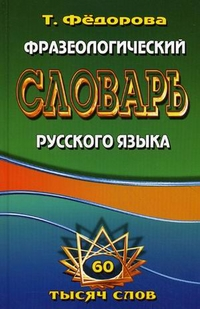 Т. Фёдорова
ФРАЗЕОЛОГИЧЕСКИЙ
СЛОВАРЬ
РУССКОГО ЯЗЫКА
60
ТЫСЯЧ СЛОВ